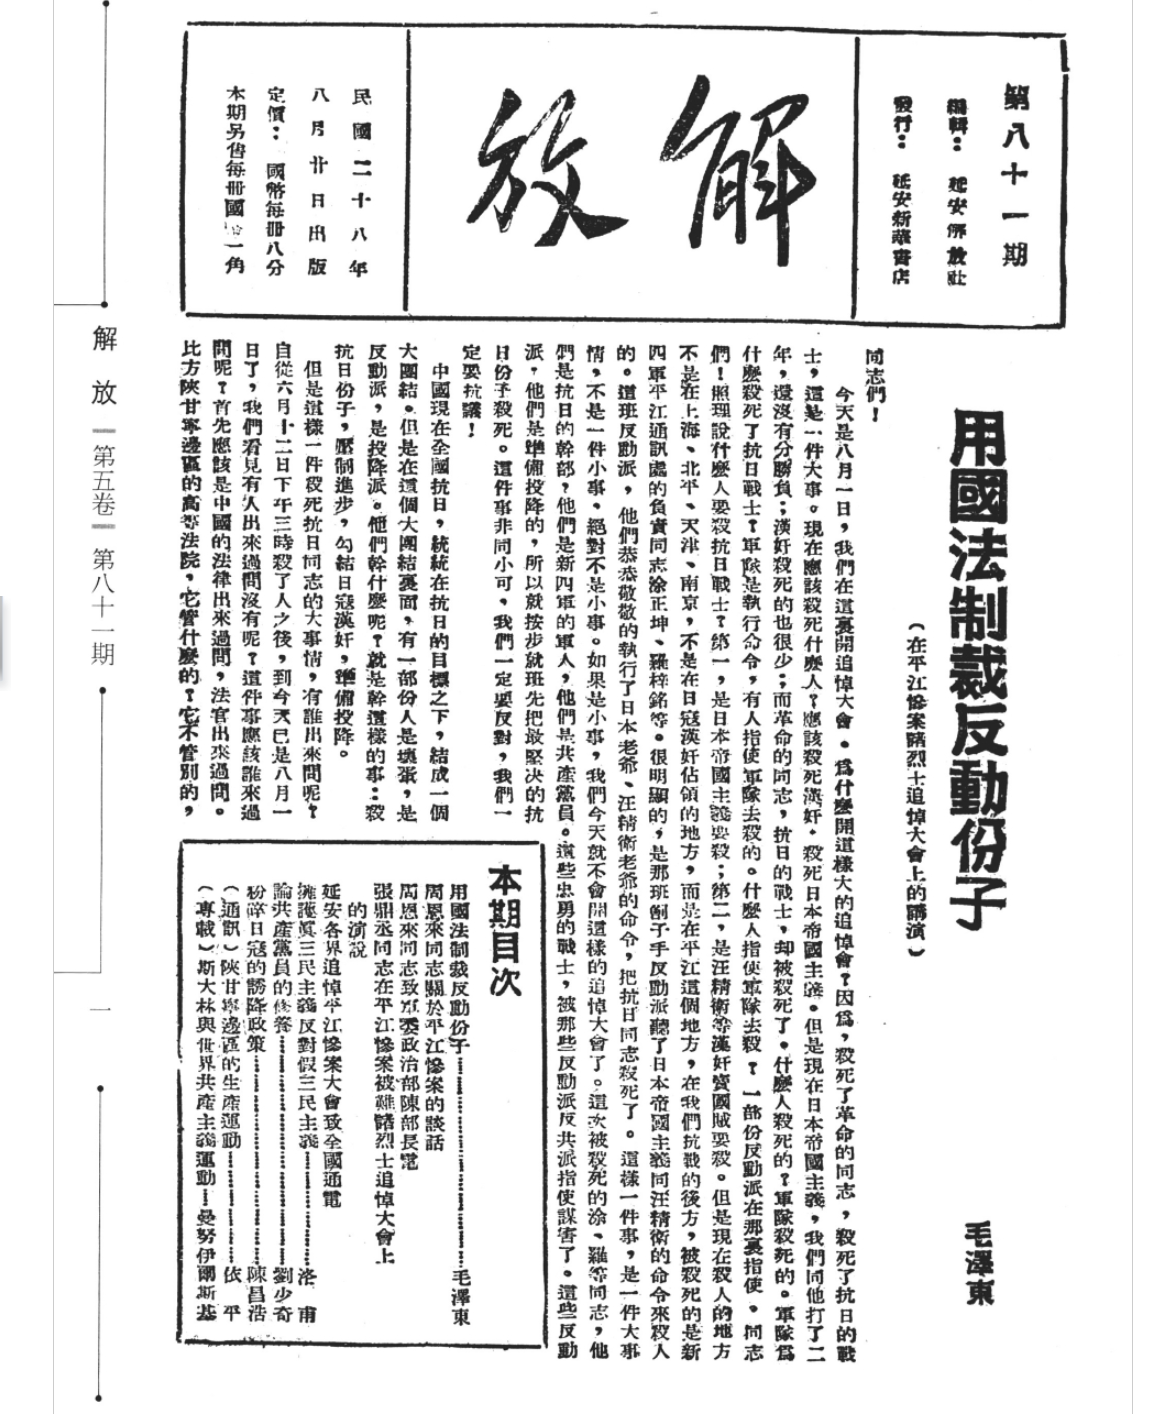 第八十一期
編輯：延安解放社
發行：延安新華書店
解放
民國二十八年
八月廿日出版
定價：國幣每冊八分
本期另售每冊國幣一角
用國法制裁反動份子
（在平江慘案諸烈士追悼大會上的講演）
毛澤東
同志們！
今天是八月一日，我們在這裏開追悼大會。爲什麼開這樣大的追悼會？因爲，殺死了革命的同志，殺死了抗日的戰
士，這是一件大事。現在應該殺死什麼人？應該殺死漢奸，殺死日本帝國主義。但是現在日本帝國主義，我們同他打了二
年，還沒有分勝負；漢奸殺死的也很少；而革命的同志，抗日的戰士，却被殺死了。什麼人殺死的？軍隊殺死的。軍隊爲
什麼殺死了抗日戰士？軍隊是執行命令，有人指使軍隊去殺的。什麼人指使軍隊去殺？一部份反動派在那裏指使。同志
們！照理說什麼人要殺抗日戰士？第一，是日本帝國主義要殺；第二，是汪精衛等漢奸賣國賊要殺。但是現在殺人的地方
不是在上海、北平、天津、南京，不是在日寇漢奸佔領的地方，而是在平江這個地方，在我們抗戰的後方，被殺死的是新
四軍平江通訊處的負責同志涂正坤、羅梓銘等。很明顯的，是那班劊子手反動派聽了日本帝國主義同汪精衛的命令來殺人
的。這班反動派，他們恭恭敬敬的執行了日本老爺、汪精衛老爺的命令，把抗日同志殺死了。這樣一件事，是一件大事
情，不是一件小事、絕對不是小事。如果是小事，我們今天就不會開這樣的追悼大會了。這次被殺死的涂、羅等同志，他
們是抗日的幹部，他們是新四軍的軍人，他們是共產黨員。這些忠勇的戰士，被那些反動派反共派指使謀害了。這些反動
派，他們是準備投降的，所以就按步就班先把最堅决的抗
日份子殺死。這件事非同小可，我們一定要反對，我們一
定要抗議！
中國現在全國抗日，統統在抗日的目標之下，結成一個
大團結。但是在這個大團結裏面，有一部份人是壞蛋，是
反動派，是投降派。他們幹什麼呢？就是幹這樣的事：殺
抗日份子，壓制進步，勾結日寇漢奸，準備投降。
但是這樣一件殺死抗日同志的大事情，有誰出來問呢？
自從六月十二日下午三時殺了人之後，到今天已是八月一
日了，我們看見有人出來過問沒有呢？這件事應該誰來過
問呢？首先應該是中國的法律出來過問，法官出來過問。
比方陝甘寧邊區的高等法院，它管什麼的？它不管別的，
本期目次
用國法制裁反動份子……毛澤東
周恩來同志關於平江慘案的談話
周恩來同志致軍委政治部陳部長電
張鼎丞同志在平江慘案被難諸烈士追悼大會上
的演說
延安各界追悼平江慘案大會致全國通電
擁護眞三民主義反對假三民主義……洛 甫
論共產黨員的修養……劉少奇
粉碎日寇的誘降政策……陳昌浩
（通訊）陝甘寧邊區的生產運動……依 平
（專載）斯大林與世界共產主義運動—曼努伊爾斯基
解放 第五卷 第八十一期
一